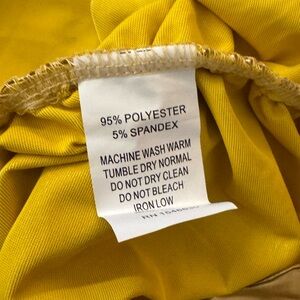 95% POLYESTER
5% SPANDEX
MACHINE WASH WARM
TUMBLE DRY NORMAL
DO NOT DRY CLEAN
DO NOT BLEACH
IRON LOW
RN